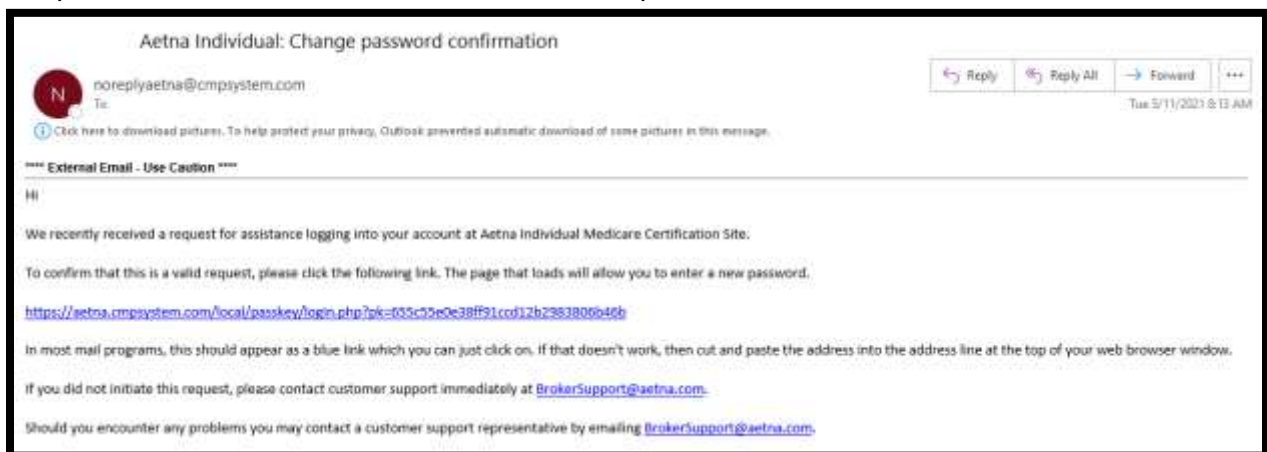 Aetna Individual: Change password confirmation
N
noreplyaetna@cmpsystem.com
To:
Reply
Reply All
Forward
Tue 5/11/2021 8:13 AM
Click here to download pictures. To help protect your privacy, Outlook prevented automatic download of some pictures in this message.
**** External Email - Use Caution ****
Hi
We recently received a request for assistance logging into your account at Aetna Individual Medicare Certification Site.
To confirm that this is a valid request, please click the following link. The page that loads will allow you to enter a new password.
https://aetna.cmpsystem.com/local/passkey/login.php?pk=655c55e0e38ff91ccd12b2983806b46b
In most mail programs, this should appear as a blue link which you can just click on. If that doesn't work, then cut and paste the address into the address line at the top of your web browser window.
If you did not initiate this request, please contact customer support immediately at BrokerSupport@aetna.com.
Should you encounter any problems you may contact a customer support representative by emailing BrokerSupport@aetna.com.